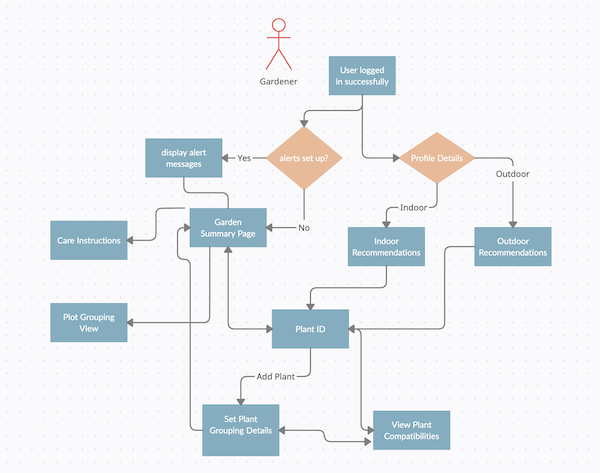 Gardener
User logged
in successfully
display alert
messages
Yes
alerts set up?
Profile Details
Outdoor
Indoor
No
Care Instructions
Garden
Summary Page
Indoor
Recommendations
Outdoor
Recommendations
Plot Grouping
View
Plant ID
Add Plant
Set Plant
Grouping Details
View Plant
Compatibilities